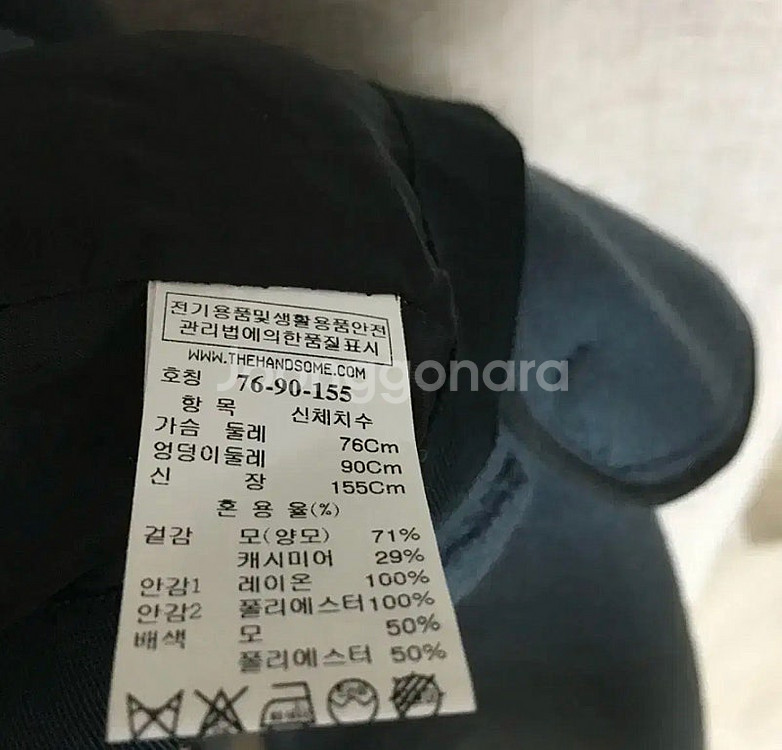 전기용품및생활용품안전
관리법에의한품질표시
WWW.THEHANDSOME.COM
호칭 76-90-155
항 목 신체치수
가슴 둘레 76Cm
엉덩이둘레 90Cm
신 장 155Cm
혼 용 율(%)
겉감 모(양모) 71%
캐시미어 29%
안감1 레이온 100%
안감2 폴리에스터 100%
배색 모 50%
폴리에스터 50%
Joonggonara